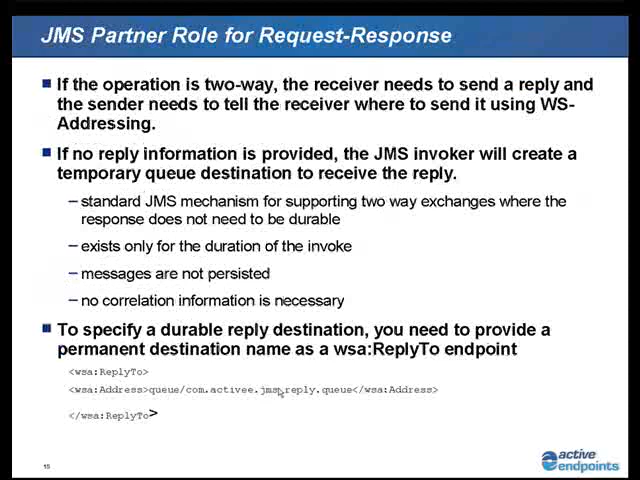 JMS Partner Role for Request-Response
If the operation is two-way, the receiver needs to send a reply and
the sender needs to tell the receiver where to send it using WS-
Addressing.
If no reply information is provided, the JMS invoker will create a
temporary queue destination to receive the reply.
– standard JMS mechanism for supporting two way exchanges where the
response does not need to be durable
– exists only for the duration of the invoke
– messages are not persisted
– no correlation information is necessary
To specify a durable reply destination, you need to provide a
permanent destination name as a wsa:ReplyTo endpoint
<wsa:ReplyTo>
<wsa:Address>queue/com.activee.jms.reply.queue</wsa:Address>
</wsa:ReplyTo>
15
active
endpoints